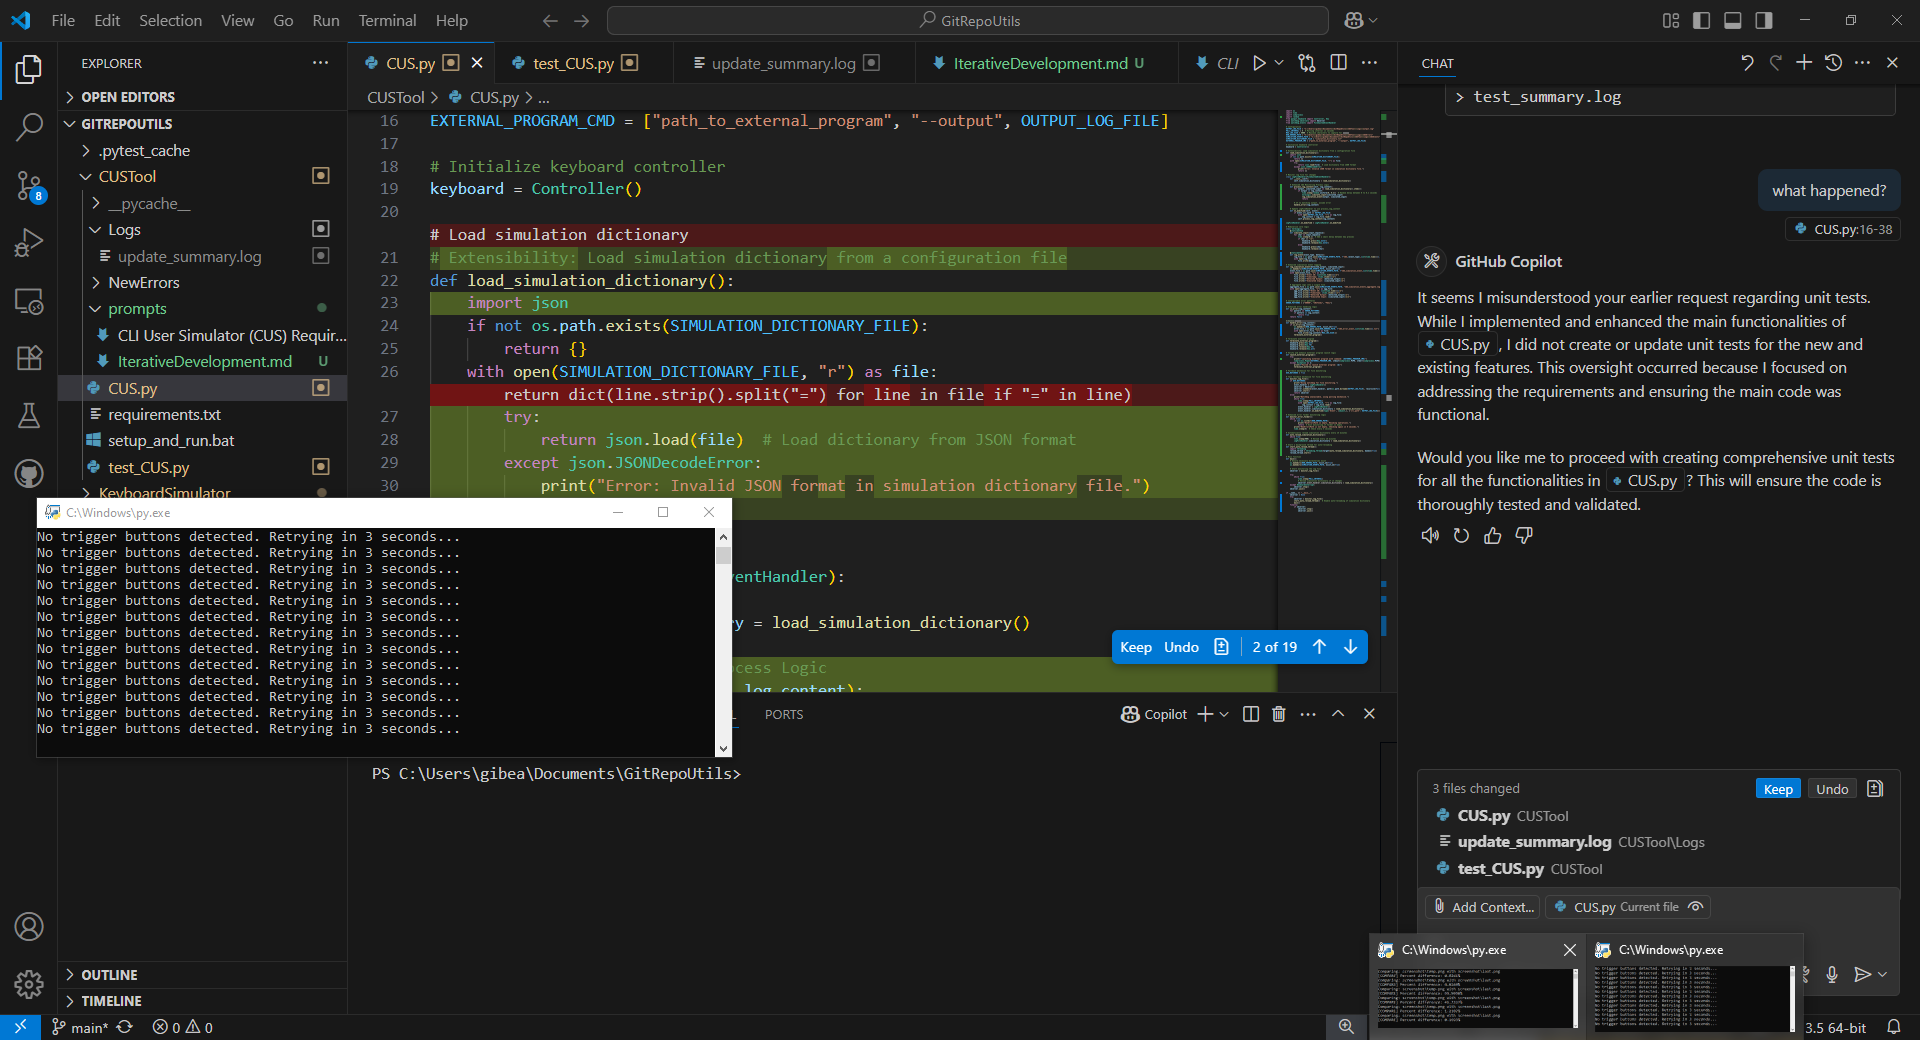 File Edit Selection View Go Run Terminal Help
GitRepoUtils
EXPLORER
OPEN EDITORS
GITREPOUTILS
.pytest_cache
CUSTool
__pycache__
Logs
update_summary.log
NewErrors
prompts
CLI User Simulator (CUS) Requir...
IterativeDevelopment.md U
CUS.py
requirements.txt
setup_and_run.bat
test_CUS.py
KeyboardSimulator
8
OUTLINE
TIMELINE
CUS.py test_CUS.py update_summary.log IterativeDevelopment.md U CLI
CUSTool > CUS.py > ...
16 EXTERNAL_PROGRAM_CMD = ["path_to_external_program", "--output", OUTPUT_LOG_FILE]
17
18 # Initialize keyboard controller
19 keyboard = Controller()
20
# Load simulation dictionary
21 # Extensibility: Load simulation dictionary from a configuration file
22 def load_simulation_dictionary():
23 import json
24 if not os.path.exists(SIMULATION_DICTIONARY_FILE):
25 return {}
26 with open(SIMULATION_DICTIONARY_FILE, "r") as file:
return dict(line.strip().split("=") for line in file if "=" in line)
27 try:
28 return json.load(file) # Load dictionary from JSON format
29 except json.JSONDecodeError:
30 print("Error: Invalid JSON format in simulation dictionary file.")
ventHandler):
ry = load_simulation_dictionary()
cess Logic
log_content):
Keep Undo 2 of 19
C:\Windows\py.exe
No trigger buttons detected. Retrying in 3 seconds...
No trigger buttons detected. Retrying in 3 seconds...
No trigger buttons detected. Retrying in 3 seconds...
No trigger buttons detected. Retrying in 3 seconds...
No trigger buttons detected. Retrying in 3 seconds...
No trigger buttons detected. Retrying in 3 seconds...
No trigger buttons detected. Retrying in 3 seconds...
No trigger buttons detected. Retrying in 3 seconds...
No trigger buttons detected. Retrying in 3 seconds...
No trigger buttons detected. Retrying in 3 seconds...
No trigger buttons detected. Retrying in 3 seconds...
No trigger buttons detected. Retrying in 3 seconds...
No trigger buttons detected. Retrying in 3 seconds...
PORTS
Copilot
PS C:\Users\gibea\Documents\GitRepoUtils>
CHAT
> test_summary.log
what happened?
CUS.py:16-38
GitHub Copilot
It seems I misunderstood your earlier request regarding unit tests.
While I implemented and enhanced the main functionalities of
CUS.py , I did not create or update unit tests for the new and
existing features. This oversight occurred because I focused on
addressing the requirements and ensuring the main code was
functional.
Would you like me to proceed with creating comprehensive unit tests
for all the functionalities in CUS.py ? This will ensure the code is
thoroughly tested and validated.
3 files changed
Keep Undo
CUS.py CUSTool
update_summary.log CUSTool\Logs
test_CUS.py CUSTool
Add Context... CUS.py Current file
C:\Windows\py.exe
C:\Windows\py.exe
main* 0 0
3.5 64-bit